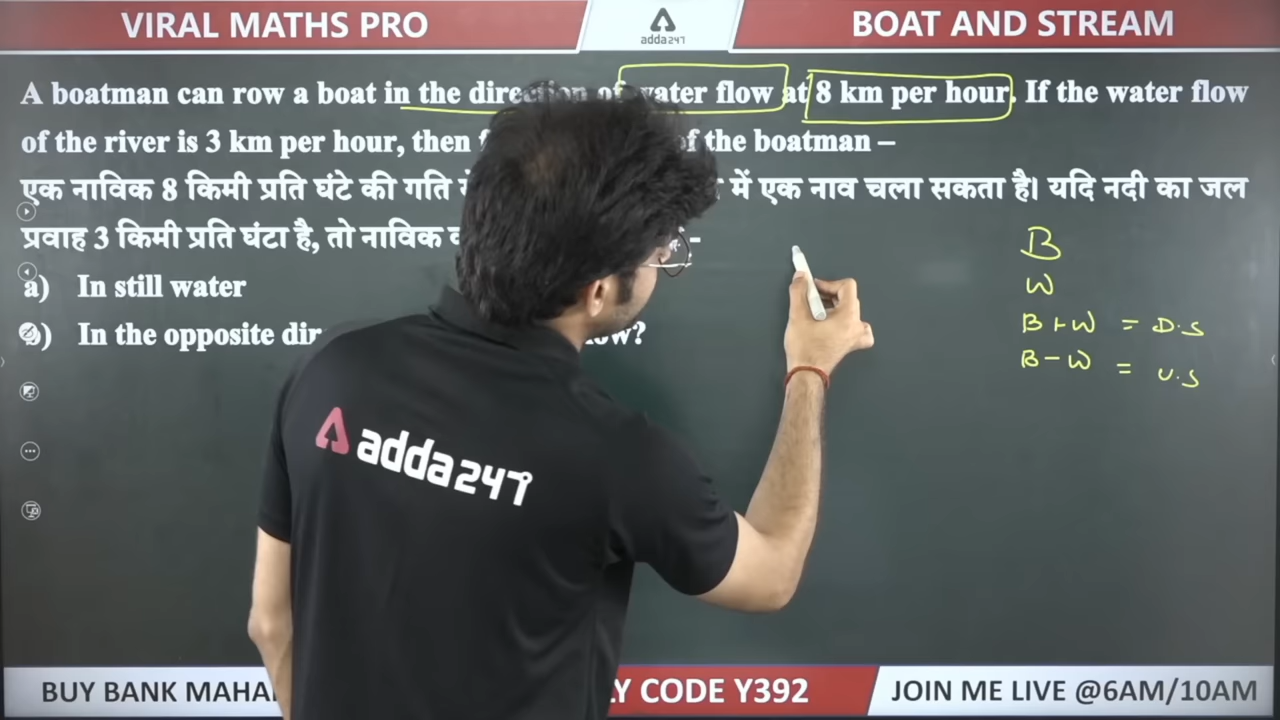 VIRAL MATHS PRO
adda247
BOAT AND STREAM
A boatman can row a boat in the direction of water flow at 8 km per hour. If the water flow
of the river is 3 km per hour, then of the boatman –
एक नाविक 8 किमी प्रति घंटे की गति में एक नाव चला सकता है। यदि नदी का जल
प्रवाह 3 किमी प्रति घंटा है, तो नाविक -
a) In still water
In the opposite
B
W
B+W = D.S
B-W = U.S
adda247
BUY BANK CODE Y392
JOIN ME LIVE @6AM/10AM